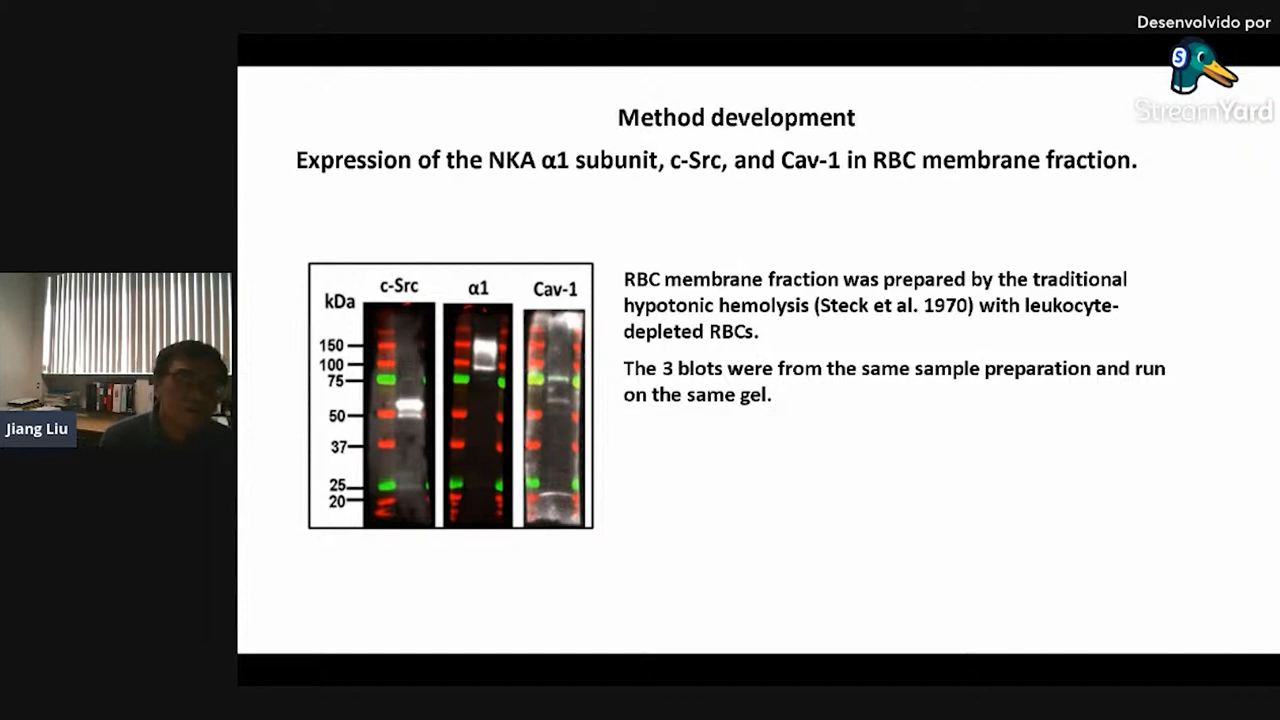 Desenvolvido por
StreamYard
Method development
Expression of the NKA α1 subunit, c-Src, and Cav-1 in RBC membrane fraction.
c-Src α1 Cav-1
kDa
150
100
75
50
37
25
20
RBC membrane fraction was prepared by the traditional
hypotonic hemolysis (Steck et al. 1970) with leukocyte-
depleted RBCs.
The 3 blots were from the same sample preparation and run
on the same gel.
Jiang Liu